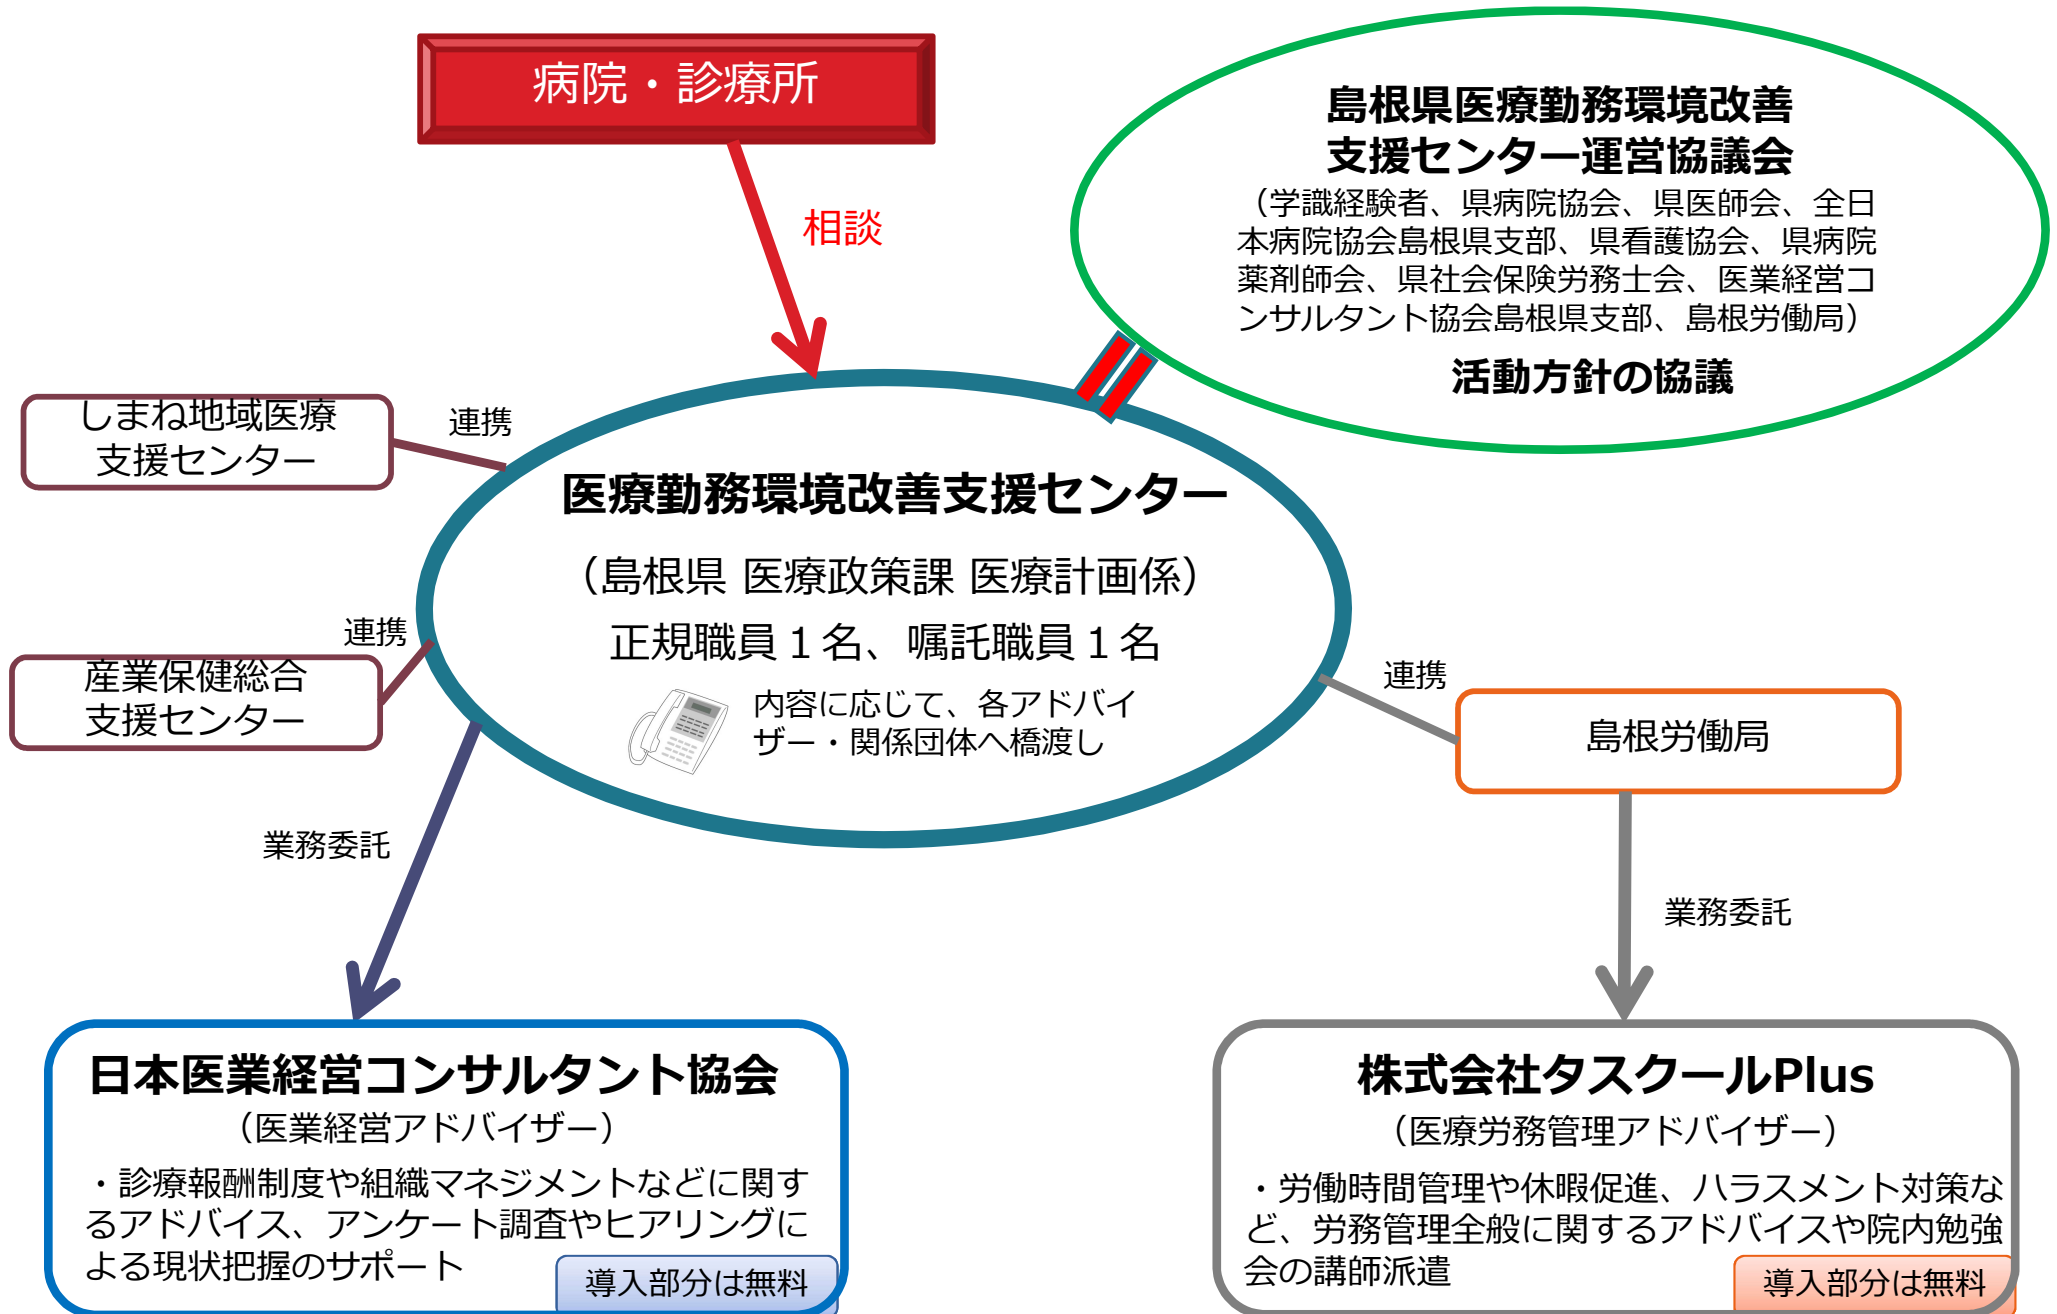 病院・診療所
相談
島根県医療勤務環境改善
支援センター運営協議会
（学識経験者、県病院協会、県医師会、全日
本病院協会島根県支部、県看護協会、県病院
薬剤師会、県社会保険労務士会、医業経営コ
ンサルタント協会島根県支部、島根労働局）
活動方針の協議
しまね地域医療
支援センター
連携
医療勤務環境改善支援センター
（島根県 医療政策課 医療計画係）
正規職員１名、嘱託職員１名
内容に応じて、各アドバイ
ザー・関係団体へ橋渡し
連携
産業保健総合
支援センター
連携
島根労働局
業務委託
業務委託
日本医業経営コンサルタント協会
（医業経営アドバイザー）
・診療報酬制度や組織マネジメントなどに関す
るアドバイス、アンケート調査やヒアリングに
よる現状把握のサポート
導入部分は無料
株式会社タスクールPlus
（医療労務管理アドバイザー）
・労働時間管理や休暇促進、ハラスメント対策な
ど、労務管理全般に関するアドバイスや院内勉強
会の講師派遣
導入部分は無料